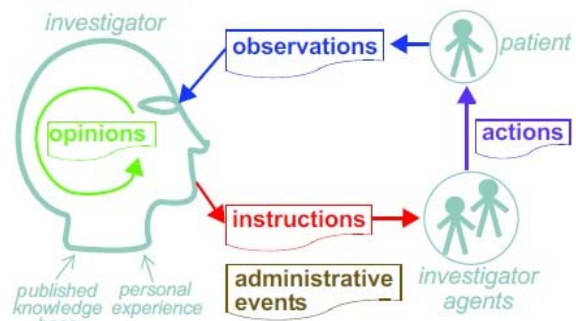 investigator
observations
patient
opinions
actions
instructions
administrative
events
investigator
agents
published
knowledge
personal
experience